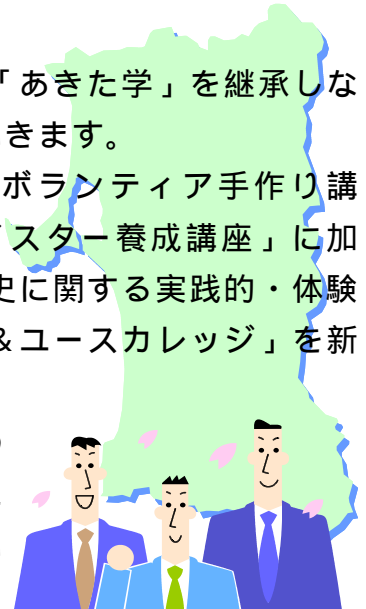 「あきた学」を継承しな
きます。
ボランティア手作り講
スター養成講座」に加
史に関する実践的・体験
&ユースカレッジ」を新